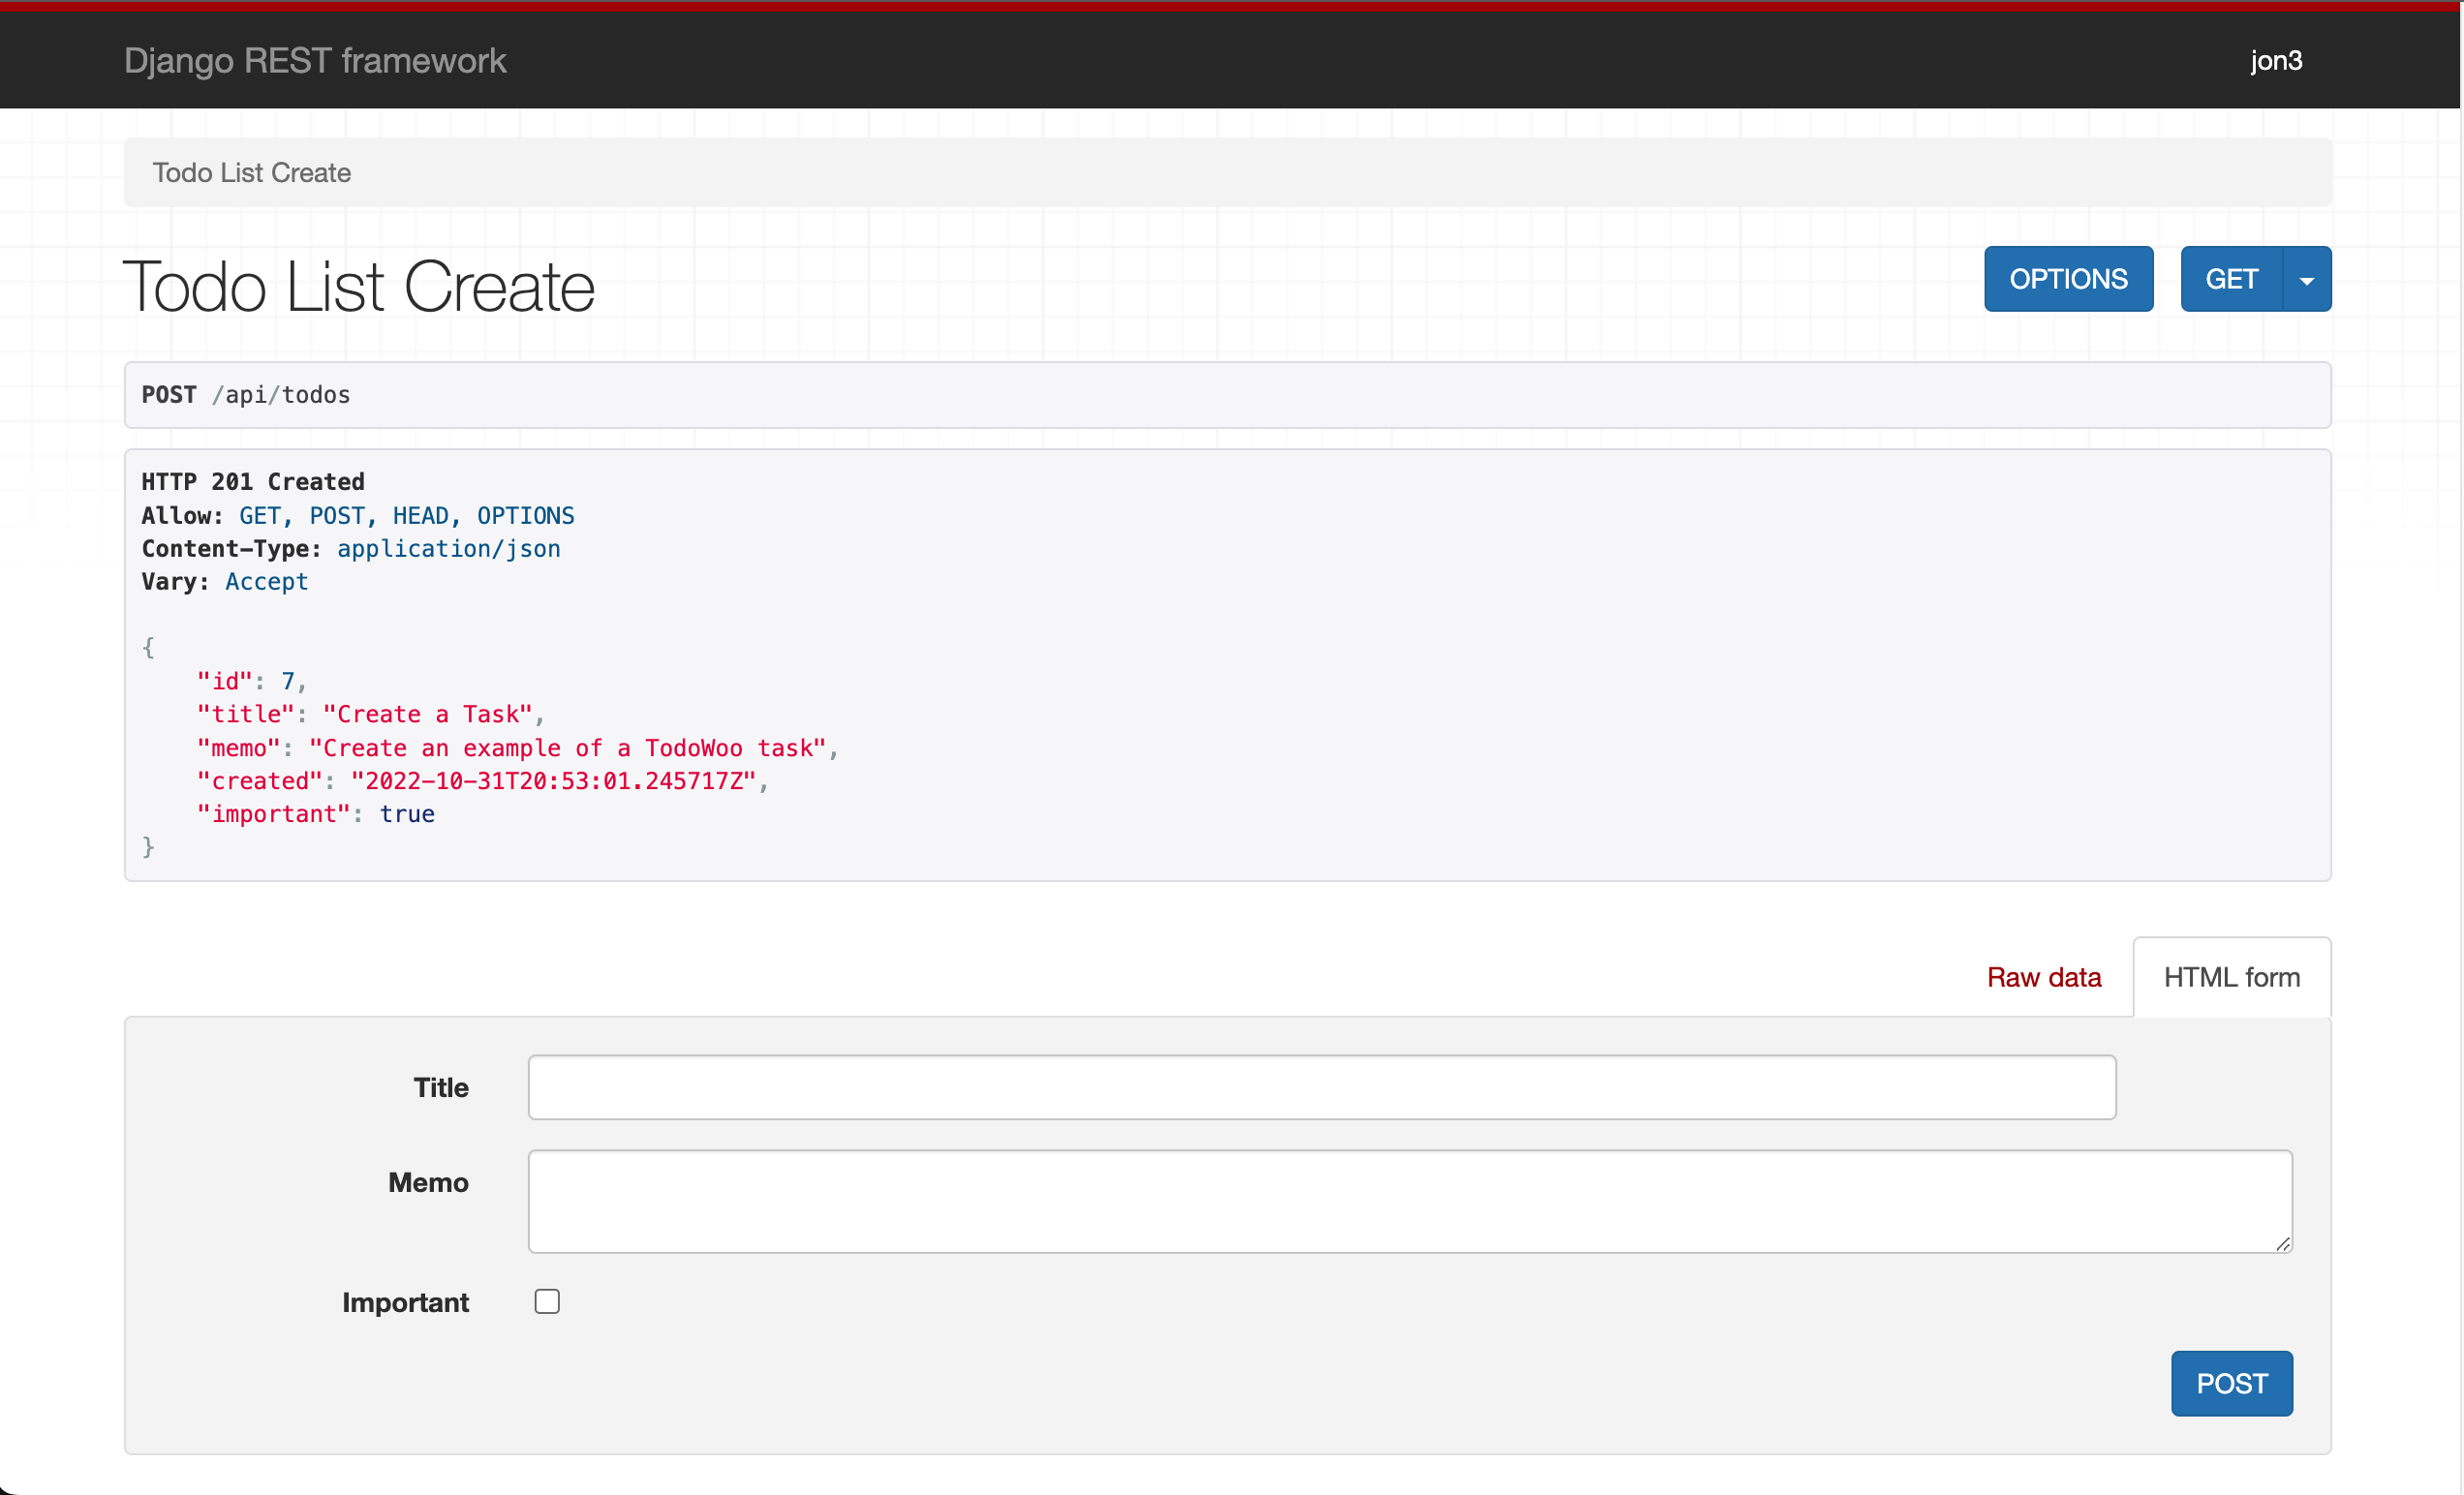 Django REST framework
jon3
Todo List Create
Todo List Create
OPTIONS
GET
POST /api/todos
HTTP 201 Created
Allow: GET, POST, HEAD, OPTIONS
Content-Type: application/json
Vary: Accept
{
    "id": 7,
    "title": "Create a Task",
    "memo": "Create an example of a TodoWoo task",
    "created": "2022-10-31T20:53:01.245717Z",
    "important": true
}
Raw data
HTML form
Title
Memo
Important
POST